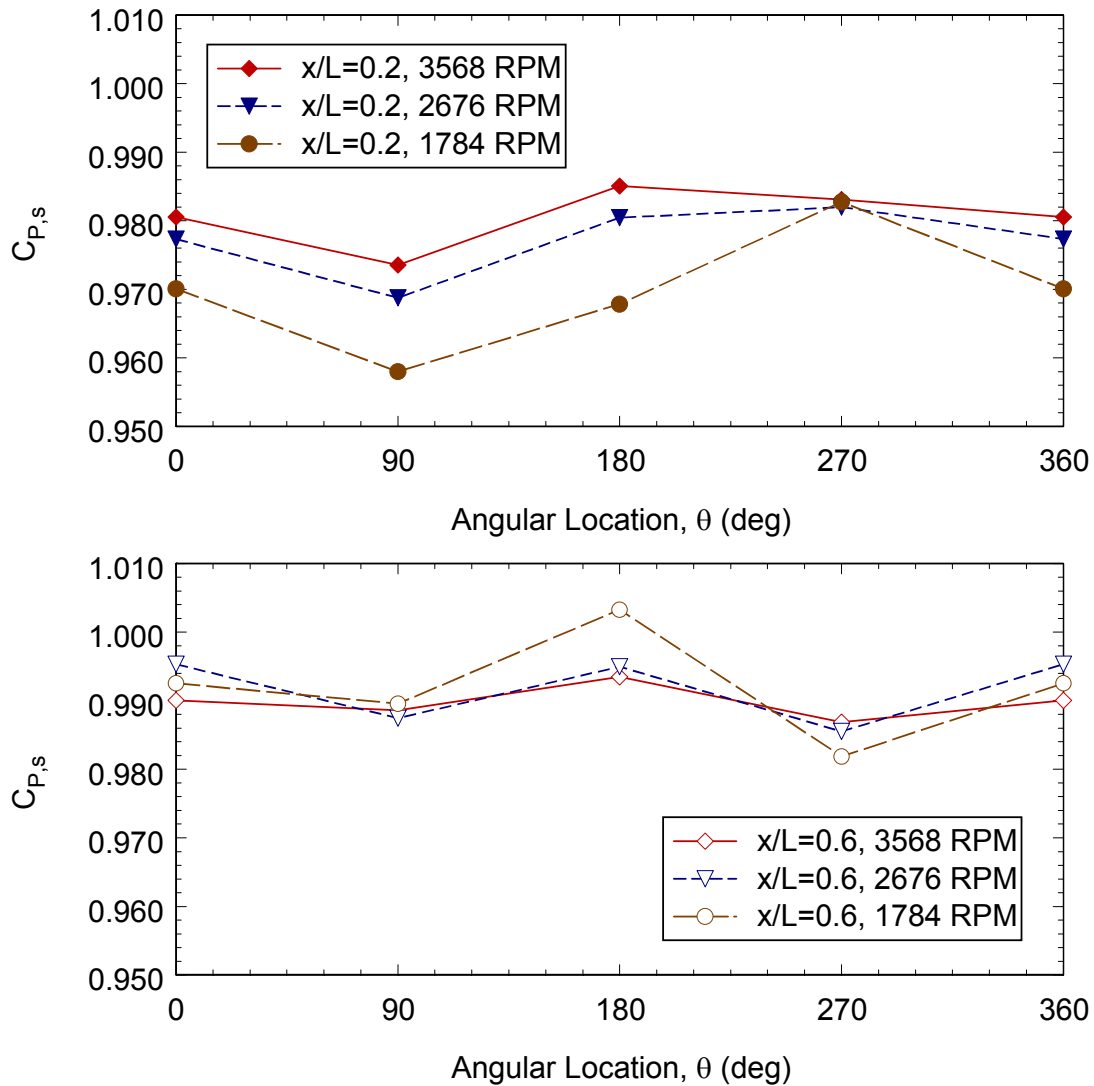 1.010
1.000
0.990
0.980
0.970
0.960
0.950
C_P,s
x/L=0.2, 3568 RPM
x/L=0.2, 2676 RPM
x/L=0.2, 1784 RPM
0 90 180 270 360
Angular Location, θ (deg)
1.010
1.000
0.990
0.980
0.970
0.960
0.950
C_P,s
x/L=0.6, 3568 RPM
x/L=0.6, 2676 RPM
x/L=0.6, 1784 RPM
0 90 180 270 360
Angular Location, θ (deg)